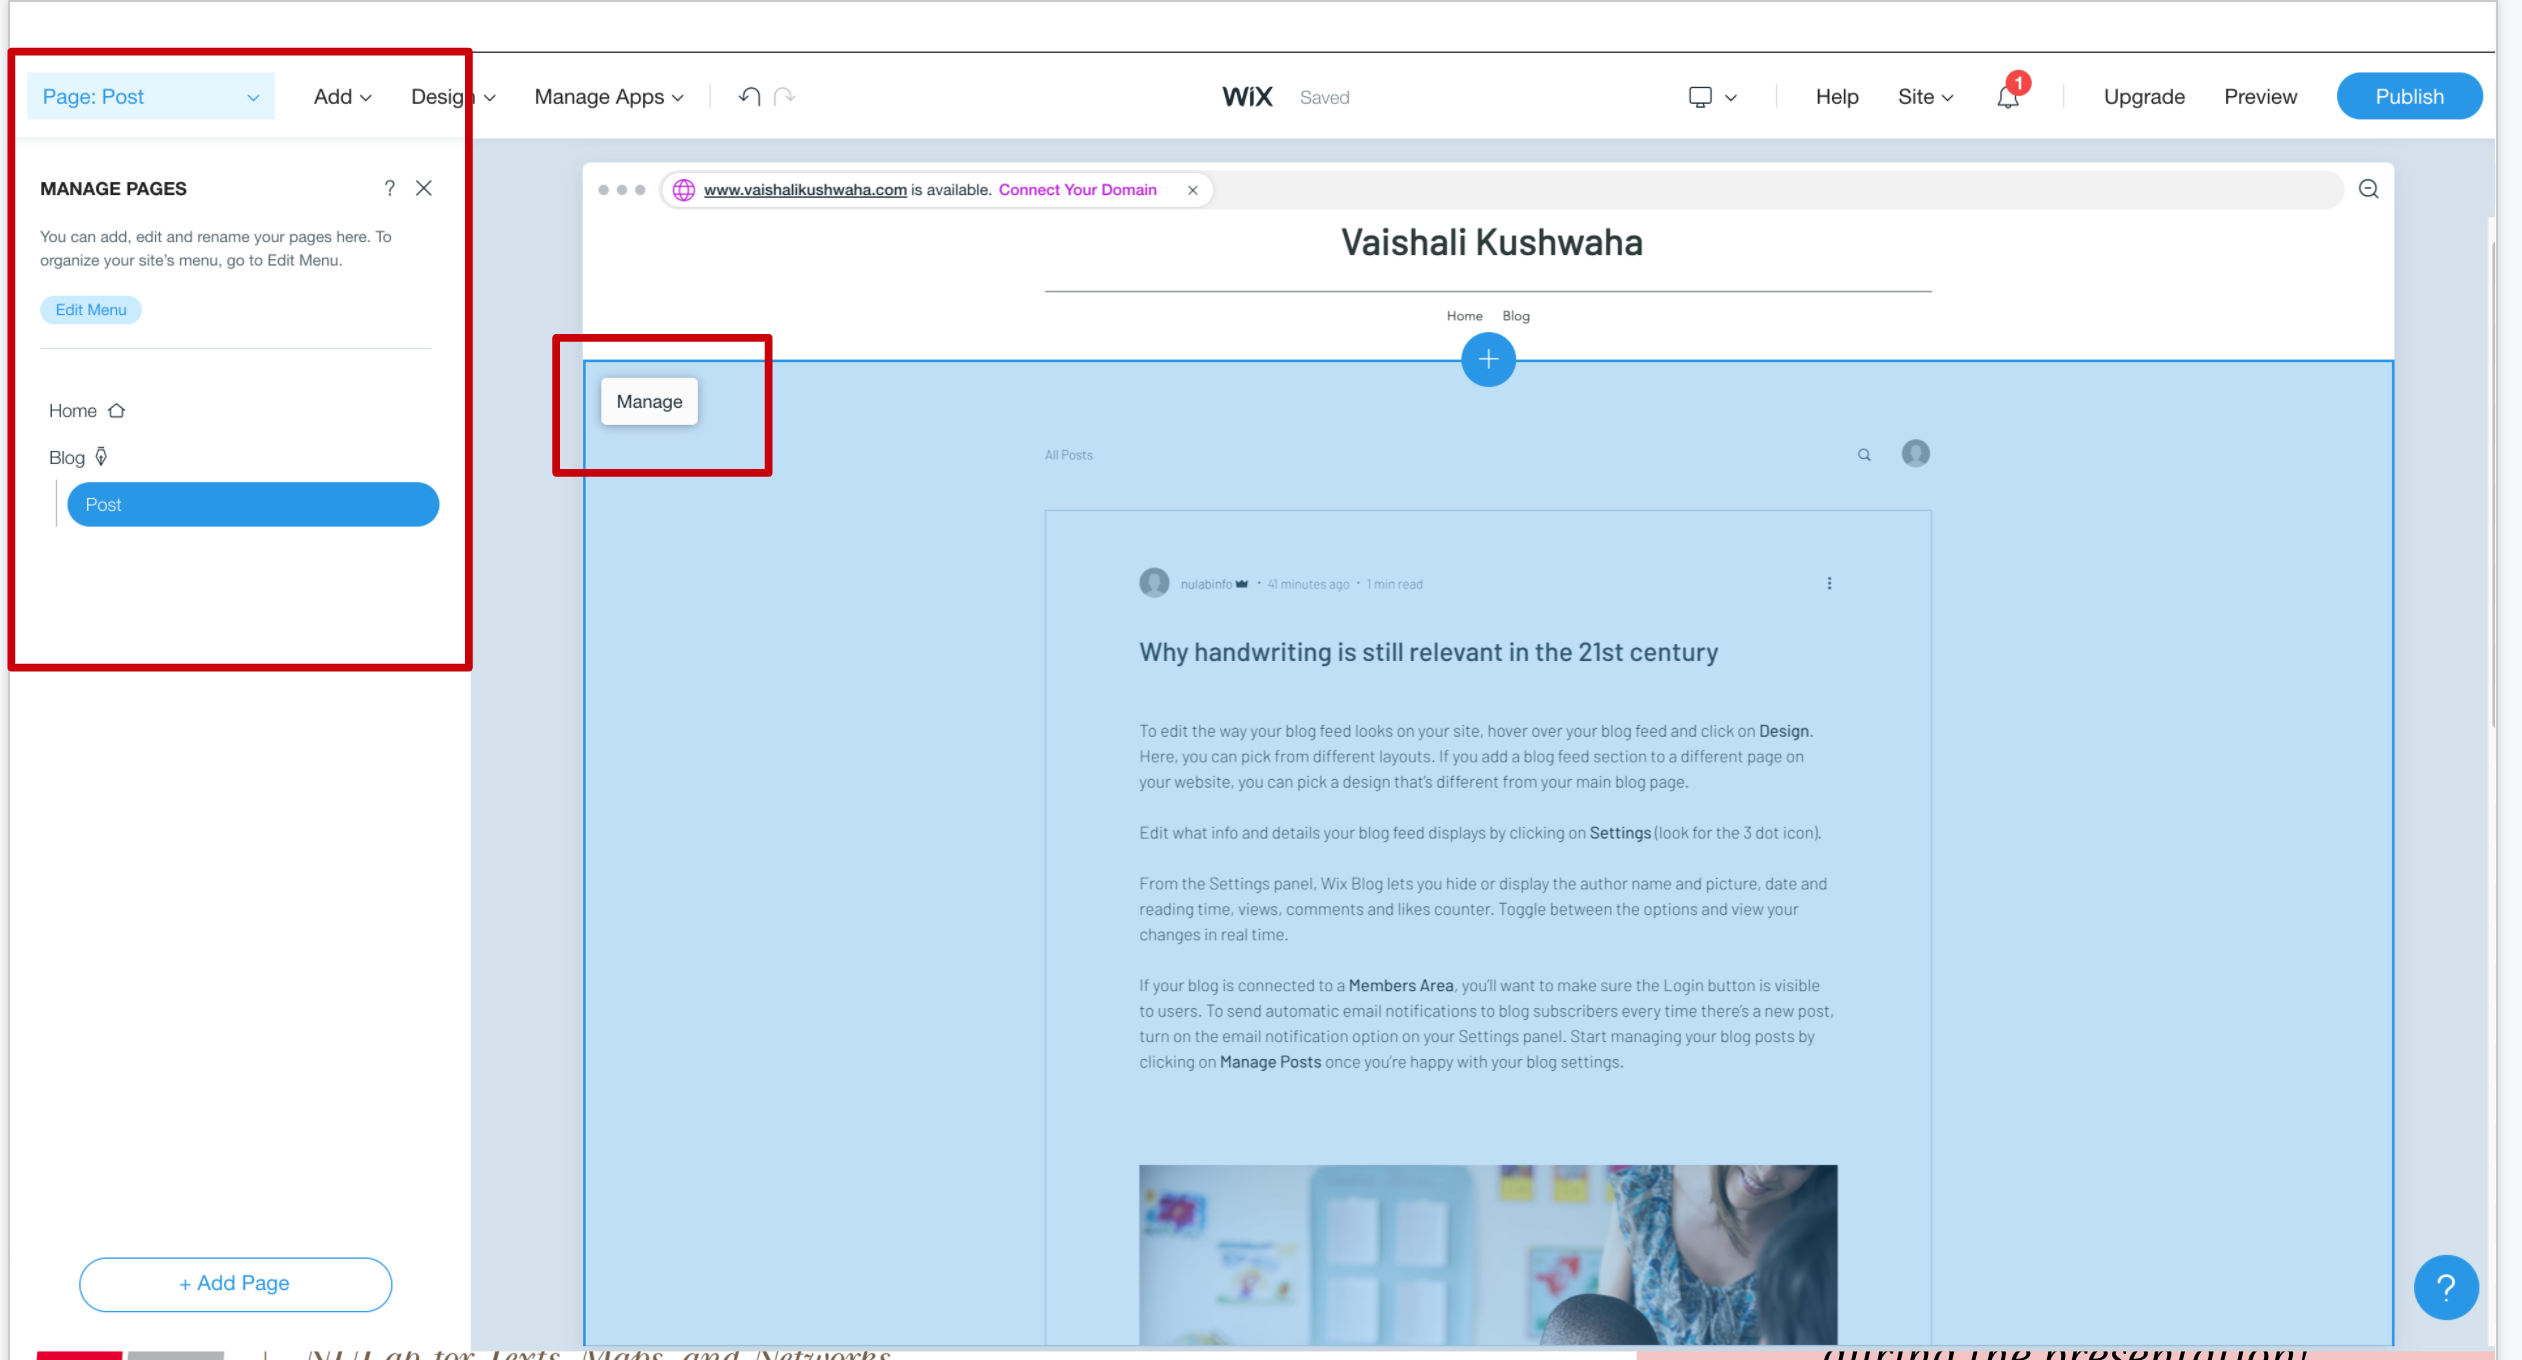 Page: Post
Add
Design
Manage Apps
WiX
Saved
Help
Site
1
Upgrade
Preview
Publish
MANAGE PAGES
?
You can add, edit and rename your pages here. To
organize your site's menu, go to Edit Menu.
Edit Menu
Home
Blog
Post
+ Add Page
www.vaishalikushwaha.com is available. Connect Your Domain
Vaishali Kushwaha
Home Blog
Manage
All Posts
nulabinfo · 41 minutes ago · 1 min read
Why handwriting is still relevant in the 21st century
To edit the way your blog feed looks on your site, hover over your blog feed and click on Design.
Here, you can pick from different layouts. If you add a blog feed section to a different page on
your website, you can pick a design that's different from your main blog page.
Edit what info and details your blog feed displays by clicking on Settings (look for the 3 dot icon).
From the Settings panel, Wix Blog lets you hide or display the author name and picture, date and
reading time, views, comments and likes counter. Toggle between the options and view your
changes in real time.
If your blog is connected to a Members Area, you'll want to make sure the Login button is visible
to users. To send automatic email notifications to blog subscribers every time there's a new post,
turn on the email notification option on your Settings panel. Start managing your blog posts by
clicking on Manage Posts once you're happy with your blog settings.
?
for Texts, Maps, and Networks
during the presentation!